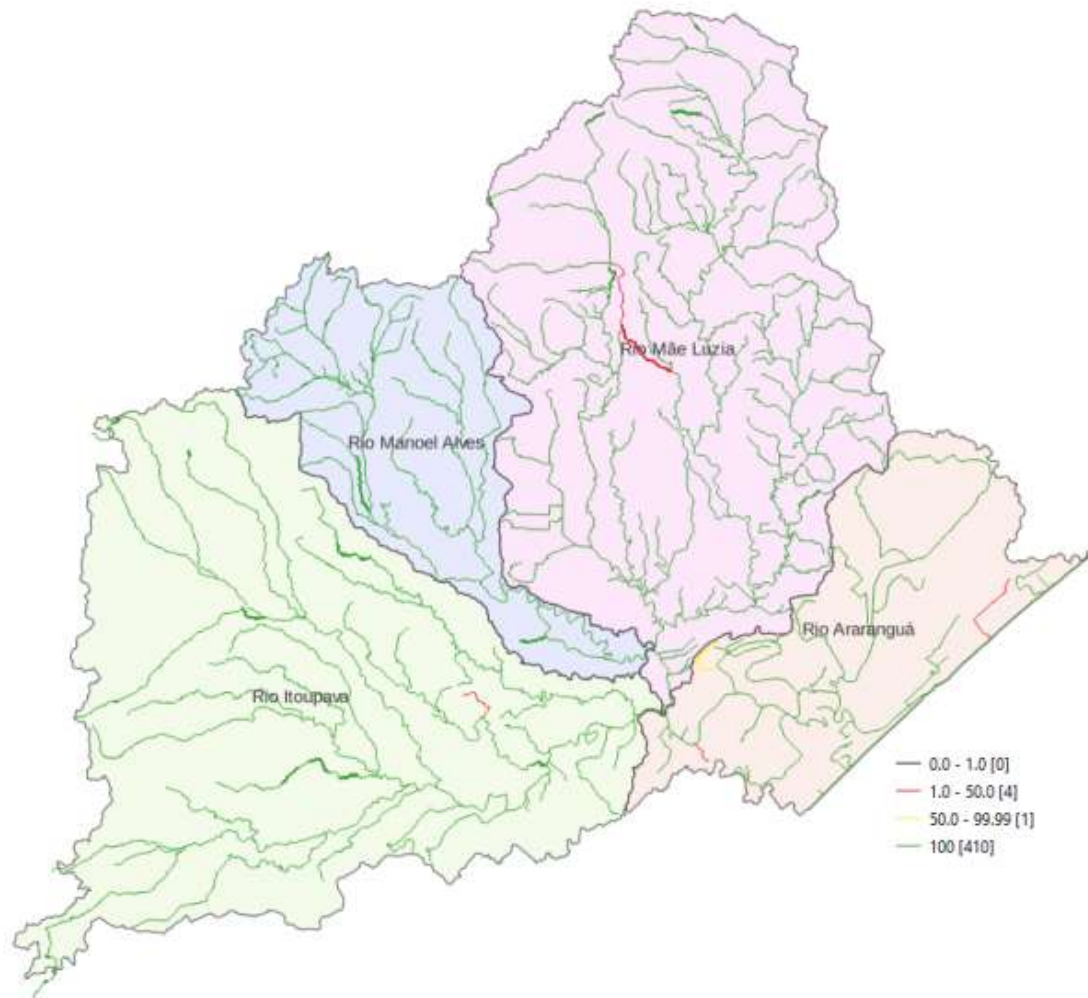 Rio Mãe Luzia
Rio Manoel Alves
Rio Araranguá
Rio Itoupava
0.0 - 1.0 [0]
1.0 - 50.0 [4]
50.0 - 99.99 [1]
100 [410]